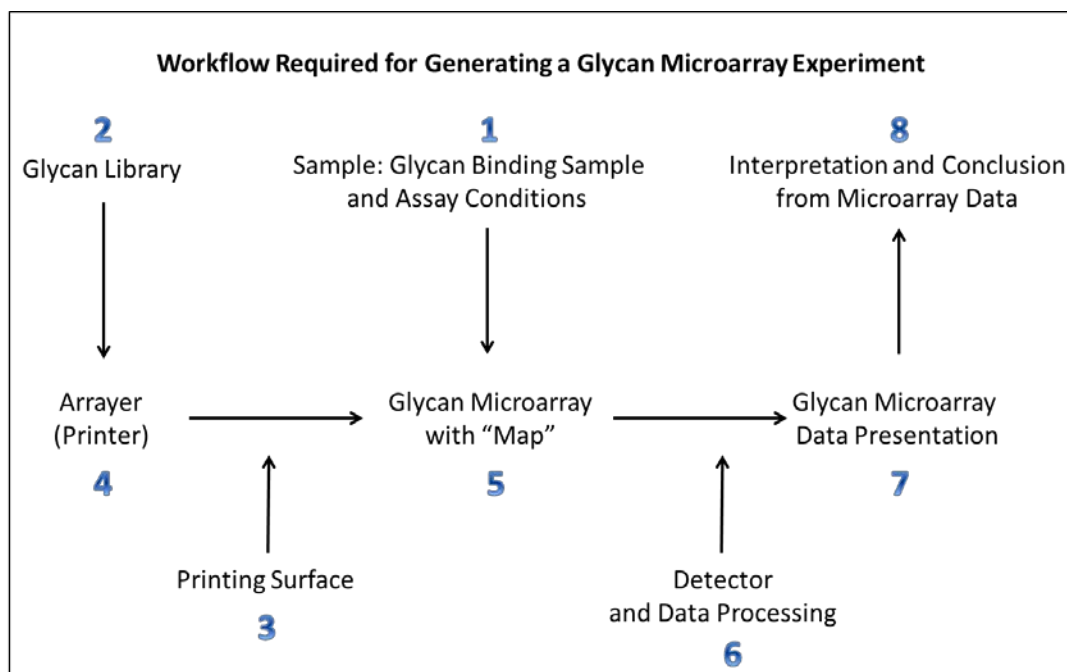 Workflow Required for Generating a Glycan Microarray Experiment
2
Glycan Library
1
Sample: Glycan Binding Sample
and Assay Conditions
8
Interpretation and Conclusion
from Microarray Data
Arrayer
(Printer)
4
Glycan Microarray
with “Map”
5
Glycan Microarray
Data Presentation
7
Printing Surface
3
Detector
and Data Processing
6